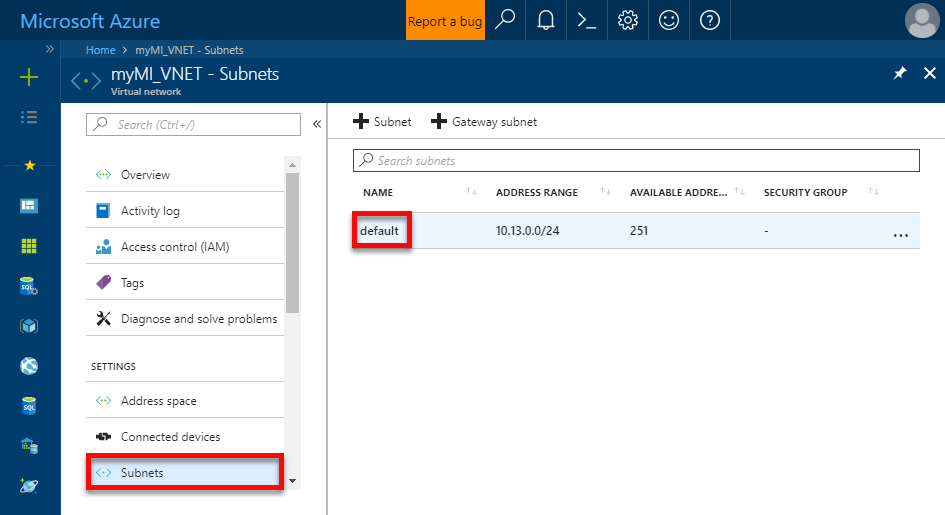 Microsoft Azure
Report a bug
Home > myMI_VNET - Subnets
myMI_VNET - Subnets
Virtual network
Search (Ctrl+/)
Overview
Activity log
Access control (IAM)
Tags
Diagnose and solve problems
SETTINGS
Address space
Connected devices
Subnets
Subnet
Gateway subnet
Search subnets
NAME ADDRESS RANGE AVAILABLE ADDRE... SECURITY GROUP
default 10.13.0.0/24 251 - ...
SQL
SQL